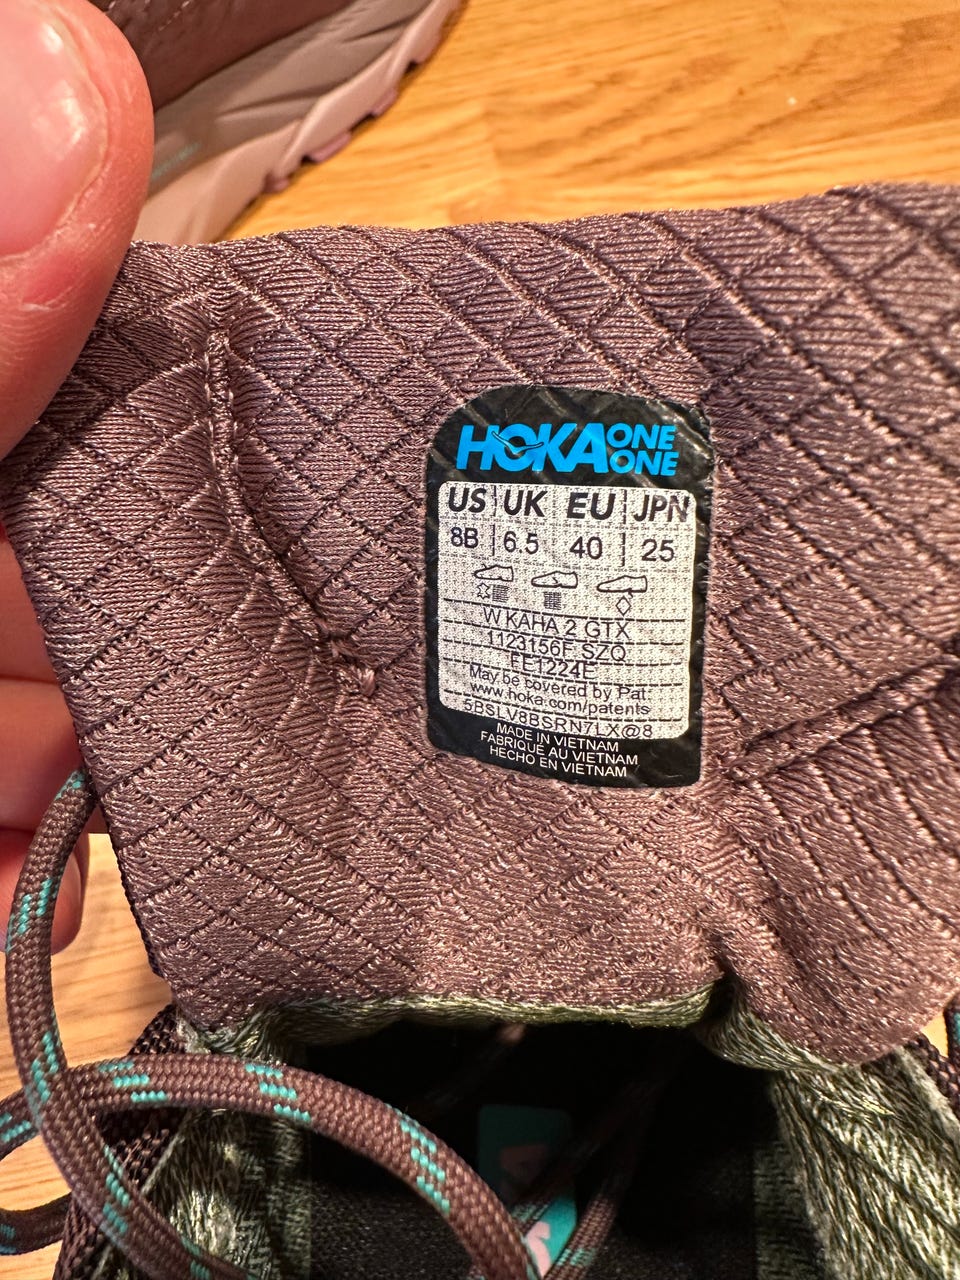 HOKA ONE ONE
US UK EU JPN
8B 6.5 40 25
W KAHA 2 GTX
1123156F SZQ
FE1224E
May be covered by Pat:
www.hoka.com/patents
5BSLV8BSRN7LX@8
MADE IN VIETNAM
FABRIQUÉ AU VIETNAM
HECHO EN VIETNAM